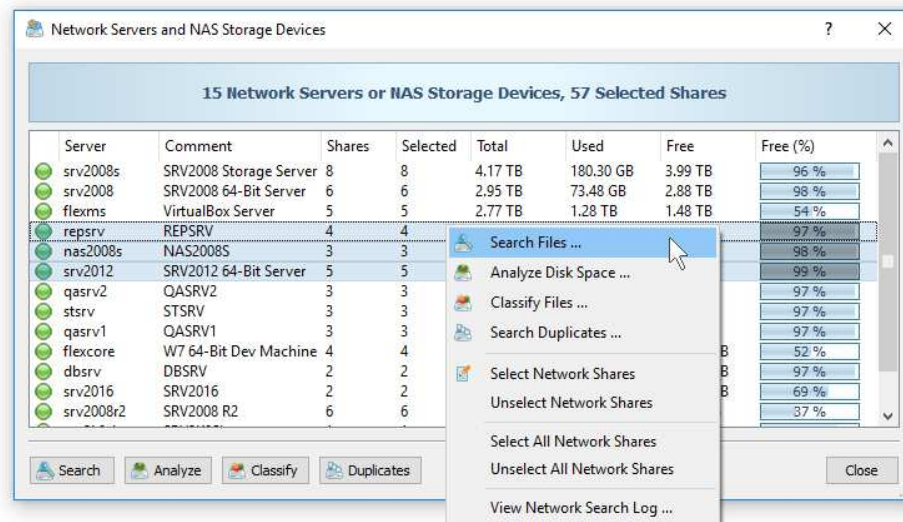 Network Servers and NAS Storage Devices
?
15 Network Servers or NAS Storage Devices, 57 Selected Shares
Server Comment Shares Selected Total Used Free Free (%)
srv2008s SRV2008 Storage Server 8 8 4.17 TB 180.30 GB 3.99 TB 96 %
srv2008 SRV2008 64-Bit Server 6 6 2.95 TB 73.48 GB 2.88 TB 98 %
flexms VirtualBox Server 5 5 2.77 TB 1.28 TB 1.48 TB 54 %
repsrv REPSRV 4 4 97 %
nas2008s NAS2008S 3 3 98 %
srv2012 SRV2012 64-Bit Server 5 5 99 %
qasrv2 QASRV2 3 3 97 %
stsrv STSRV 3 3 97 %
qasrv1 QASRV1 3 3 97 %
flexcore W7 64-Bit Dev Machine 4 4 B 52 %
dbsrv DBSRV 2 2 B 97 %
srv2016 SRV2016 2 2 B 69 %
srv2008r2 SRV2008 R2 6 6 37 %
Search Files ...
Analyze Disk Space ...
Classify Files ...
Search Duplicates ...
Select Network Shares
Unselect Network Shares
Select All Network Shares
Unselect All Network Shares
View Network Search Log ...
Search Analyze Classify Duplicates Close